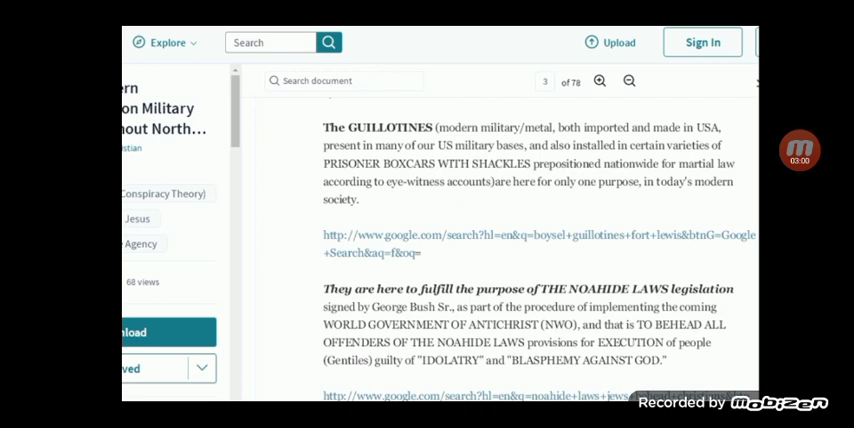 Explore
Search
Upload
Sign In
Search document
3 of 78
on Military
out North...
stian
Conspiracy Theory)
Jesus
Agency
68 views
The GUILLOTINES (modern military/metal, both imported and made in USA,
present in many of our US military bases, and also installed in certain varieties of
PRISONER BOXCARS WITH SHACKLES prepositioned nationwide for martial law
according to eye-witness accounts)are here for only one purpose, in today's modern
society.
http://www.google.com/search?hl=en&q=boysel+guillotines+fort+lewis&btnG=Google
+Search&aq=f&oq=
They are here to fulfill the purpose of THE NOAHIDE LAWS legislation
signed by George Bush Sr., as part of the procedure of implementing the coming
WORLD GOVERNMENT OF ANTICHRIST (NWO), and that is TO BEHEAD ALL
OFFENDERS OF THE NOAHIDE LAWS provisions for EXECUTION of people
(Gentiles) guilty of "IDOLATRY" and "BLASPHEMY AGAINST GOD."
http://www.google.com/search?hl=en&q=noahide+laws+jews
03:00
Recorded by mobizen